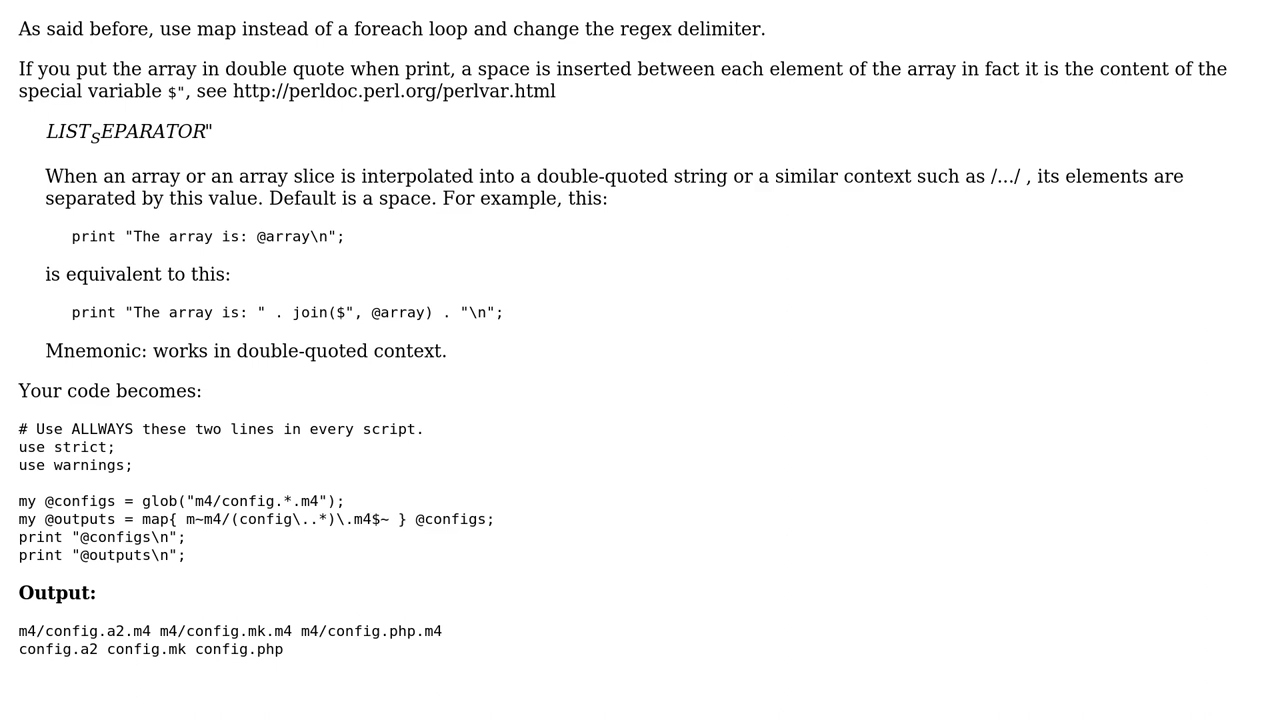 As said before, use map instead of a foreach loop and change the regex delimiter.
If you put the array in double quote when print, a space is inserted between each element of the array in fact it is the content of the
special variable $", see http://perldoc.perl.org/perlvar.html
LISTSEPARATOR"
When an array or an array slice is interpolated into a double-quoted string or a similar context such as /.../ , its elements are
separated by this value. Default is a space. For example, this:
print "The array is: @array\n";
is equivalent to this:
print "The array is: " . join($", @array) . "\n";
Mnemonic: works in double-quoted context.
Your code becomes:
# Use ALLWAYS these two lines in every script.
use strict;
use warnings;
my @configs = glob("m4/config.*.m4");
my @outputs = map{ m~m4/(config\..*)\.m4$~ } @configs;
print "@configs\n";
print "@outputs\n";
Output:
m4/config.a2.m4 m4/config.mk.m4 m4/config.php.m4
config.a2 config.mk config.php